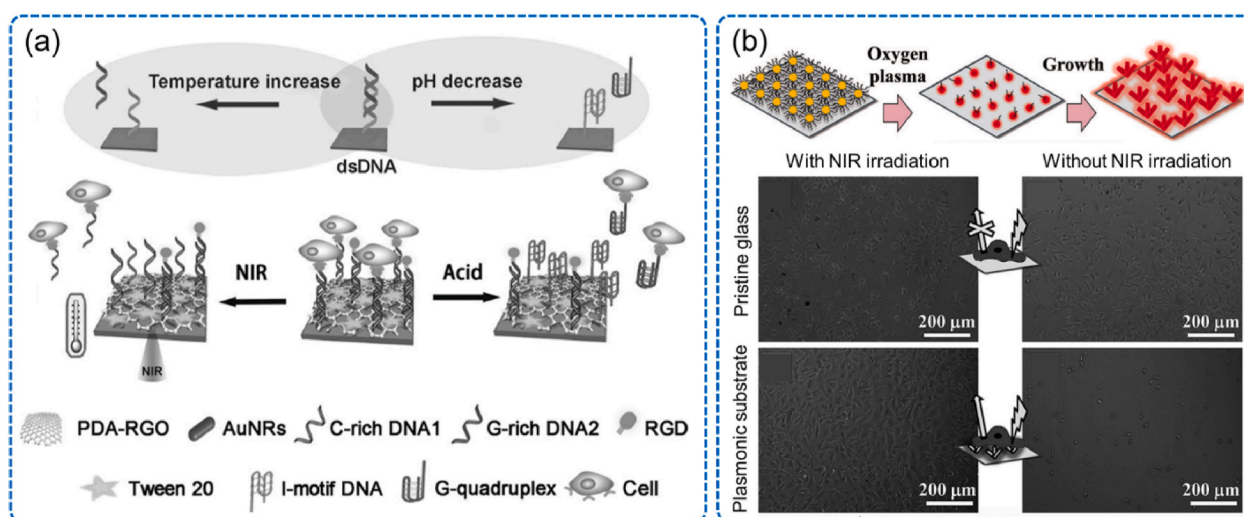 (a)
Temperature increase
pH decrease
dsDNA
NIR
Acid
NIR
PDA-RGO
AuNRs
C-rich DNA1
G-rich DNA2
RGD
Tween 20
I-motif DNA
G-quadruplex
Cell
(b)
Oxygen
plasma
Growth
With NIR irradiation
Without NIR irradiation
Pristine glass
200 μm
200 μm
Plasmonic substrate
200 μm
200 μm